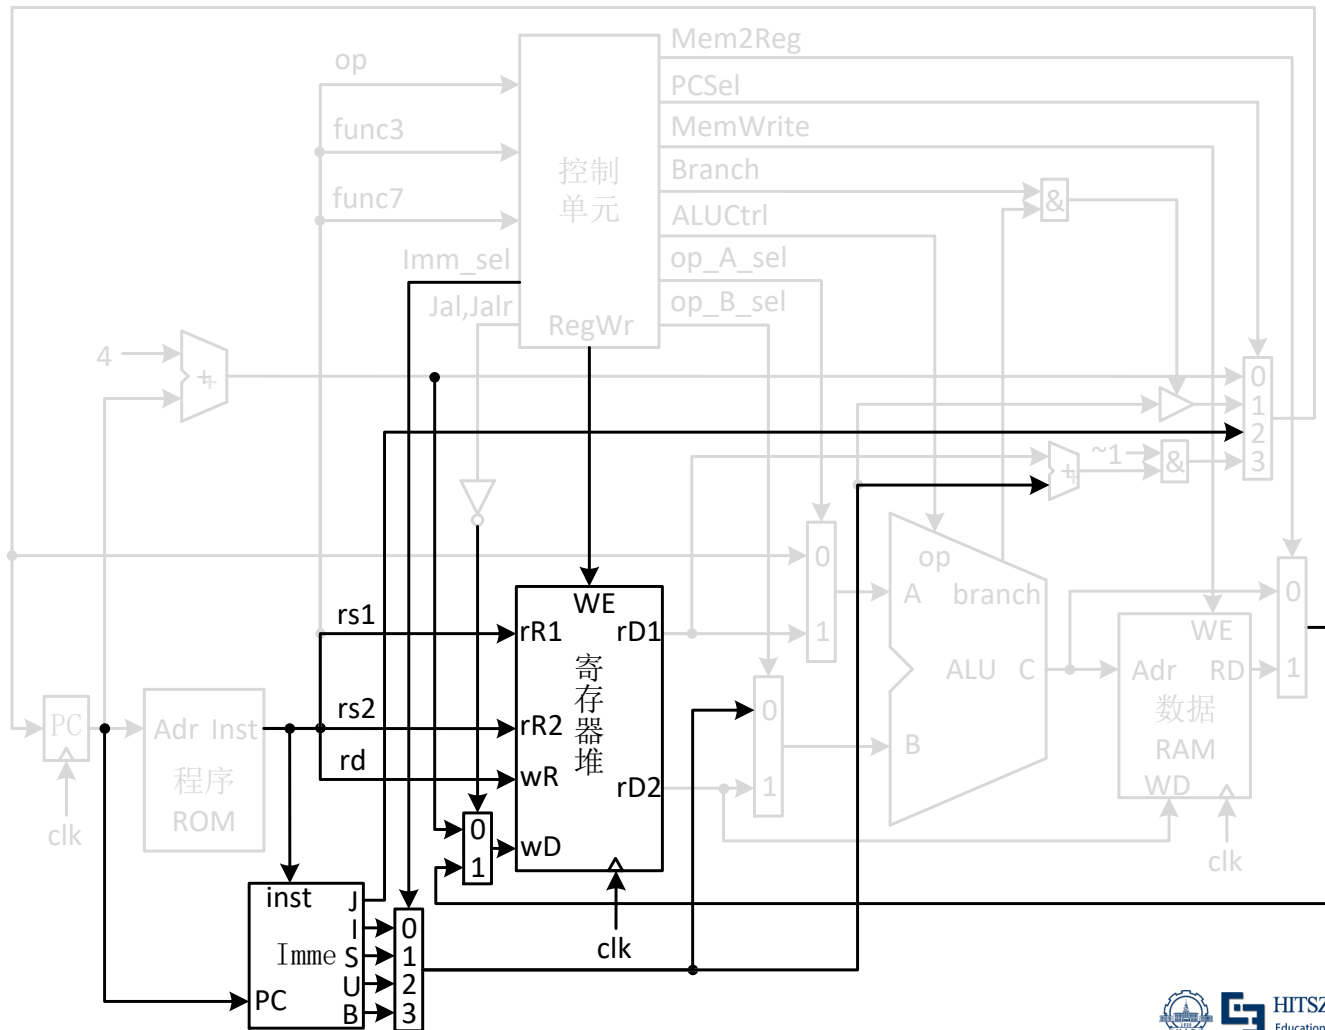 Mem2Reg
op
PCSel
func3
MemWrite
控制
单元
Branch
func7
&
ALUCtrl
Imm_sel
op_A_sel
Jal,Jalr
op_B_sel
RegWr
4
+
0
1
2
3
~1
+
&
0
1
op
A
branch
ALU
C
B
WE
rs1
rR1
rD1
寄存器堆
rs2
rR2
rd
wR
rD2
wD
clk
0
1
0
1
WE
Adr
RD
数据
RAM
WD
clk
0
1
PC
clk
Adr Inst
程序
ROM
inst
J
I
Imme
S
U
PC
B
0
1
2
3
HITSZ
Education